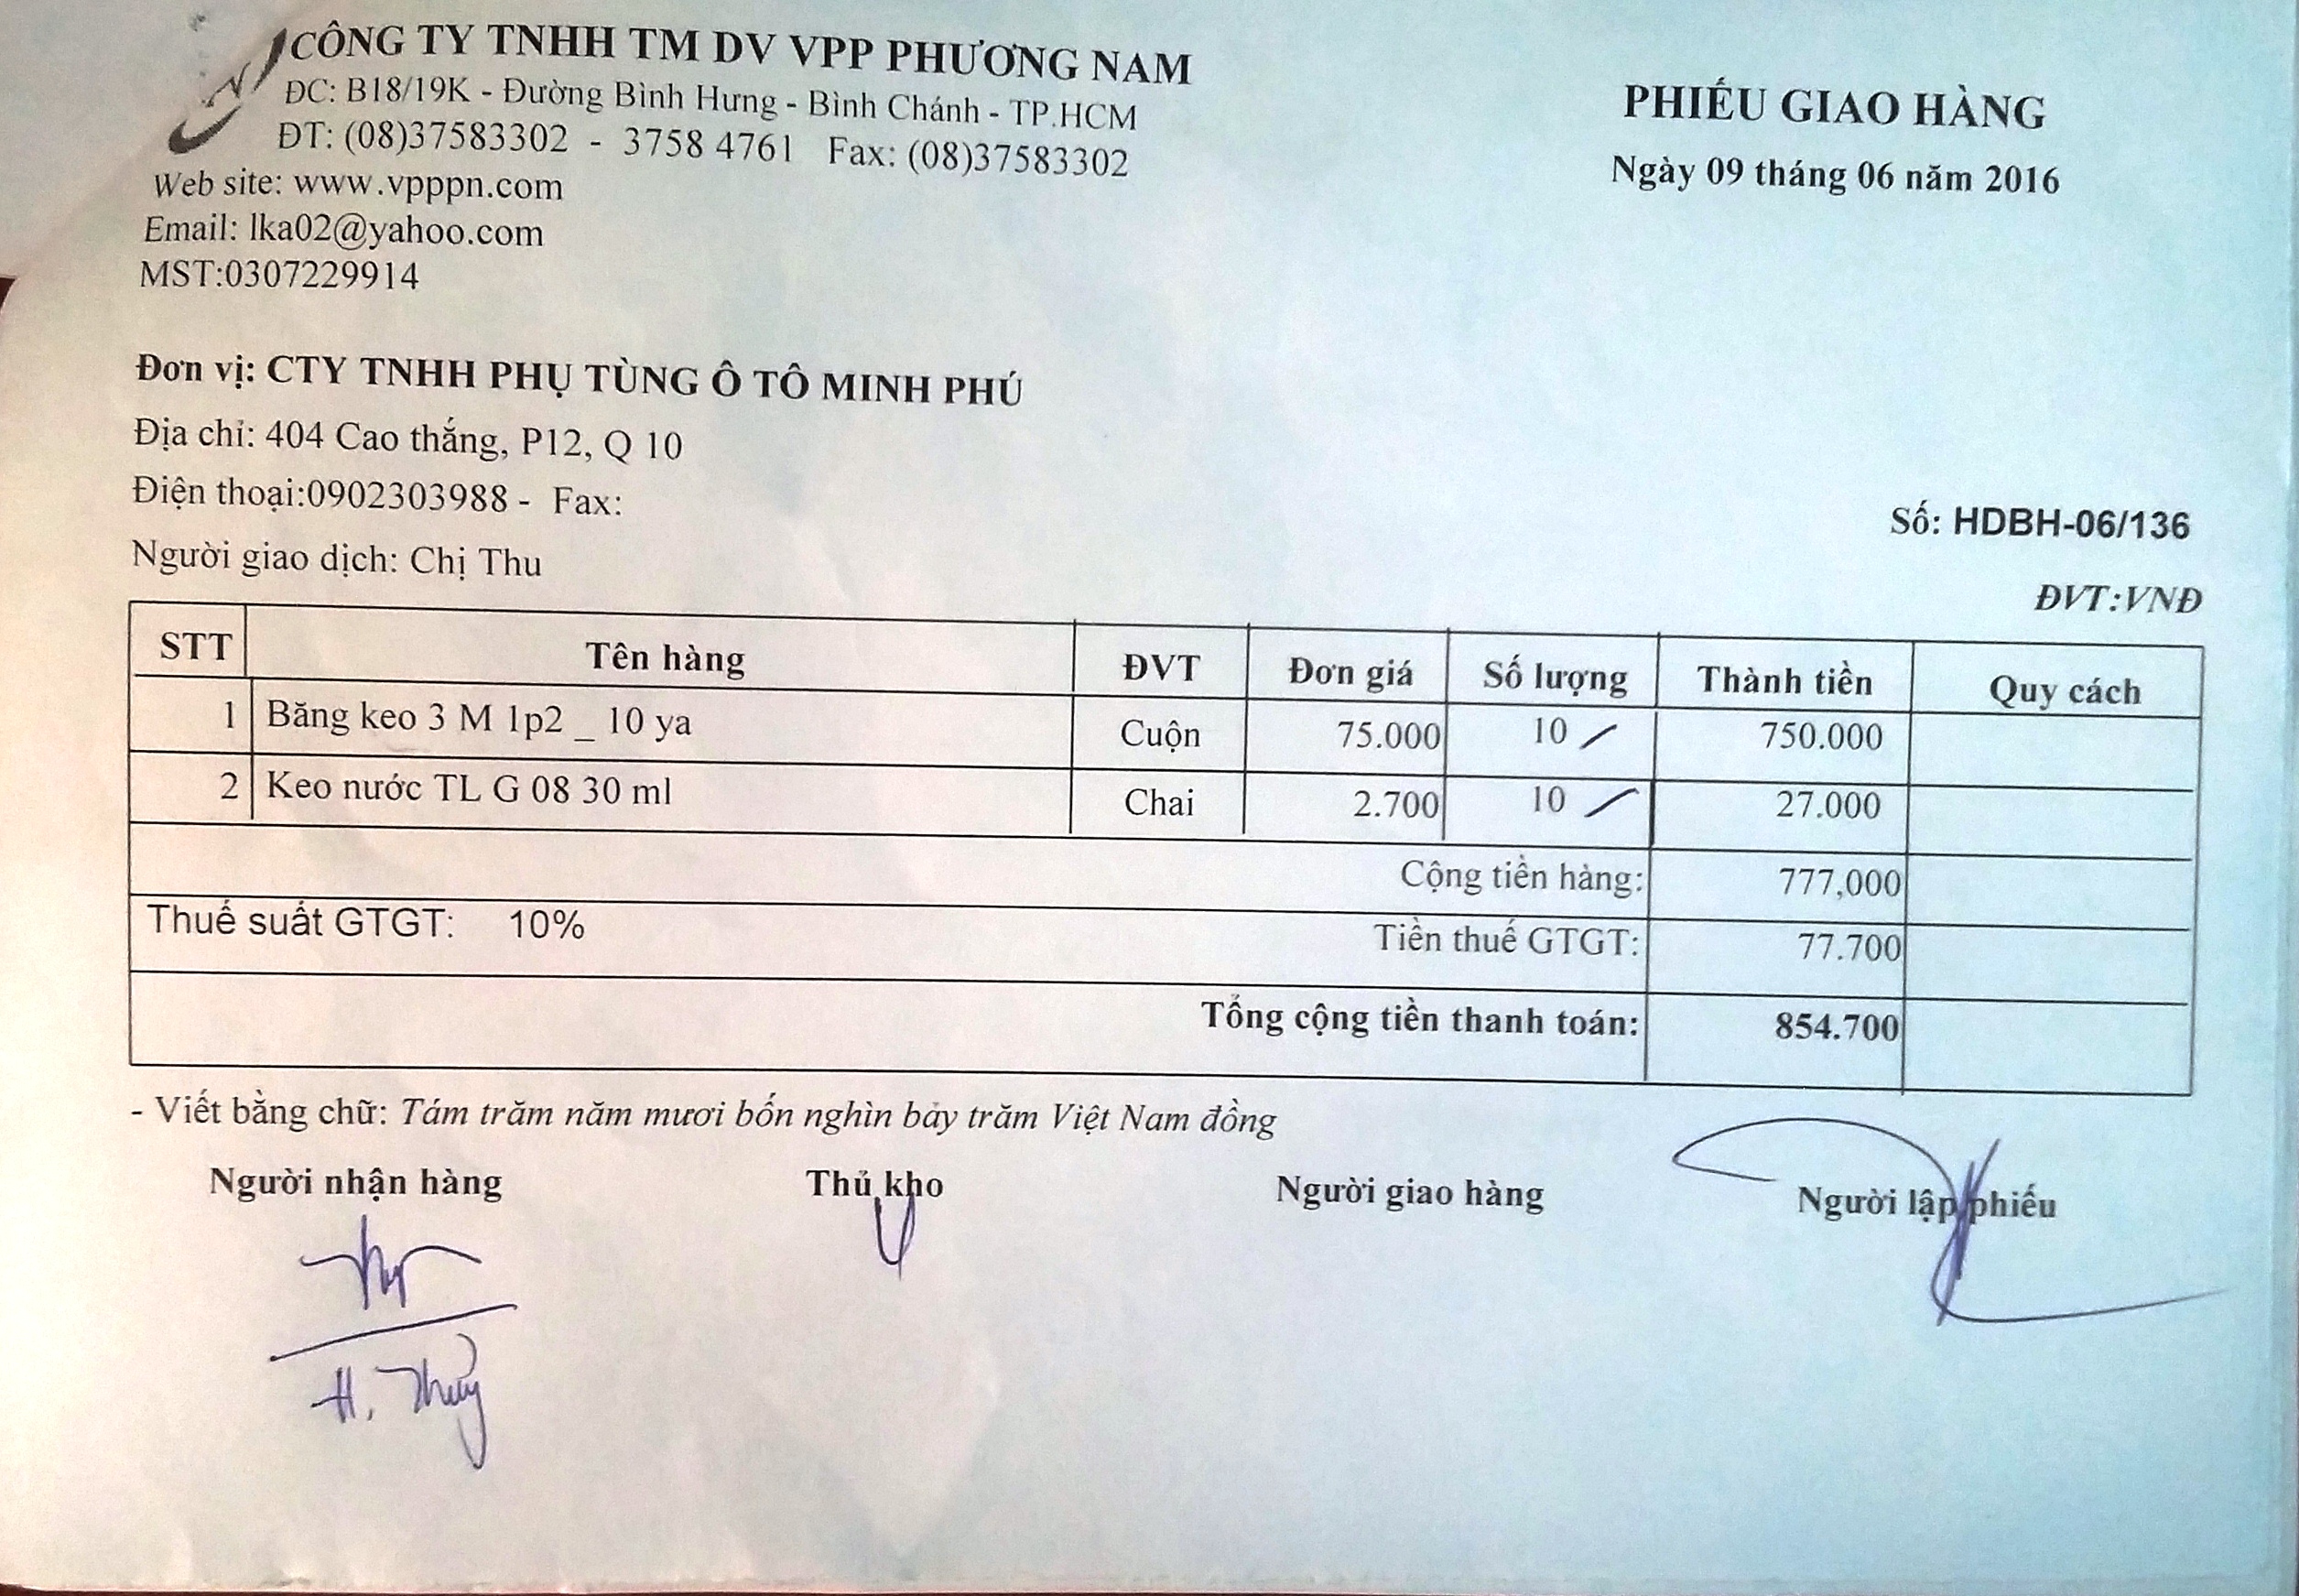 CÔNG TY TNHH TM DV VPP PHƯƠNG NAM
ĐC: B18/19K - Đường Bình Hưng - Bình Chánh - TP.HCM
ĐT: (08)37583302 - 3758 4761 Fax: (08)37583302
Web site: www.vpppn.com
Email: lka02@yahoo.com
MST:0307229914
PHIẾU GIAO HÀNG
Ngày 09 tháng 06 năm 2016
Đơn vị: CTY TNHH PHỤ TÙNG Ô TÔ MINH PHÚ
Địa chỉ: 404 Cao thắng, P12, Q 10
Điện thoại:0902303988 - Fax:
Số: HDBH-06/136
Người giao dịch: Chị Thu
ĐVT:VNĐ
STT Tên hàng ĐVT Đơn giá Số lượng Thành tiền Quy cách
1 Băng keo 3 M 1p2 _ 10 ya Cuộn 75.000 10 750.000
2 Keo nước TL G 08 30 ml Chai 2.700 10 27.000
Cộng tiền hàng: 777,000
Thuế suất GTGT: 10% Tiền thuế GTGT: 77.700
Tổng cộng tiền thanh toán: 854.700
- Viết bằng chữ: Tám trăm năm mươi bốn nghìn bảy trăm Việt Nam đồng
Người nhận hàng Thủ kho Người giao hàng Người lập phiếu